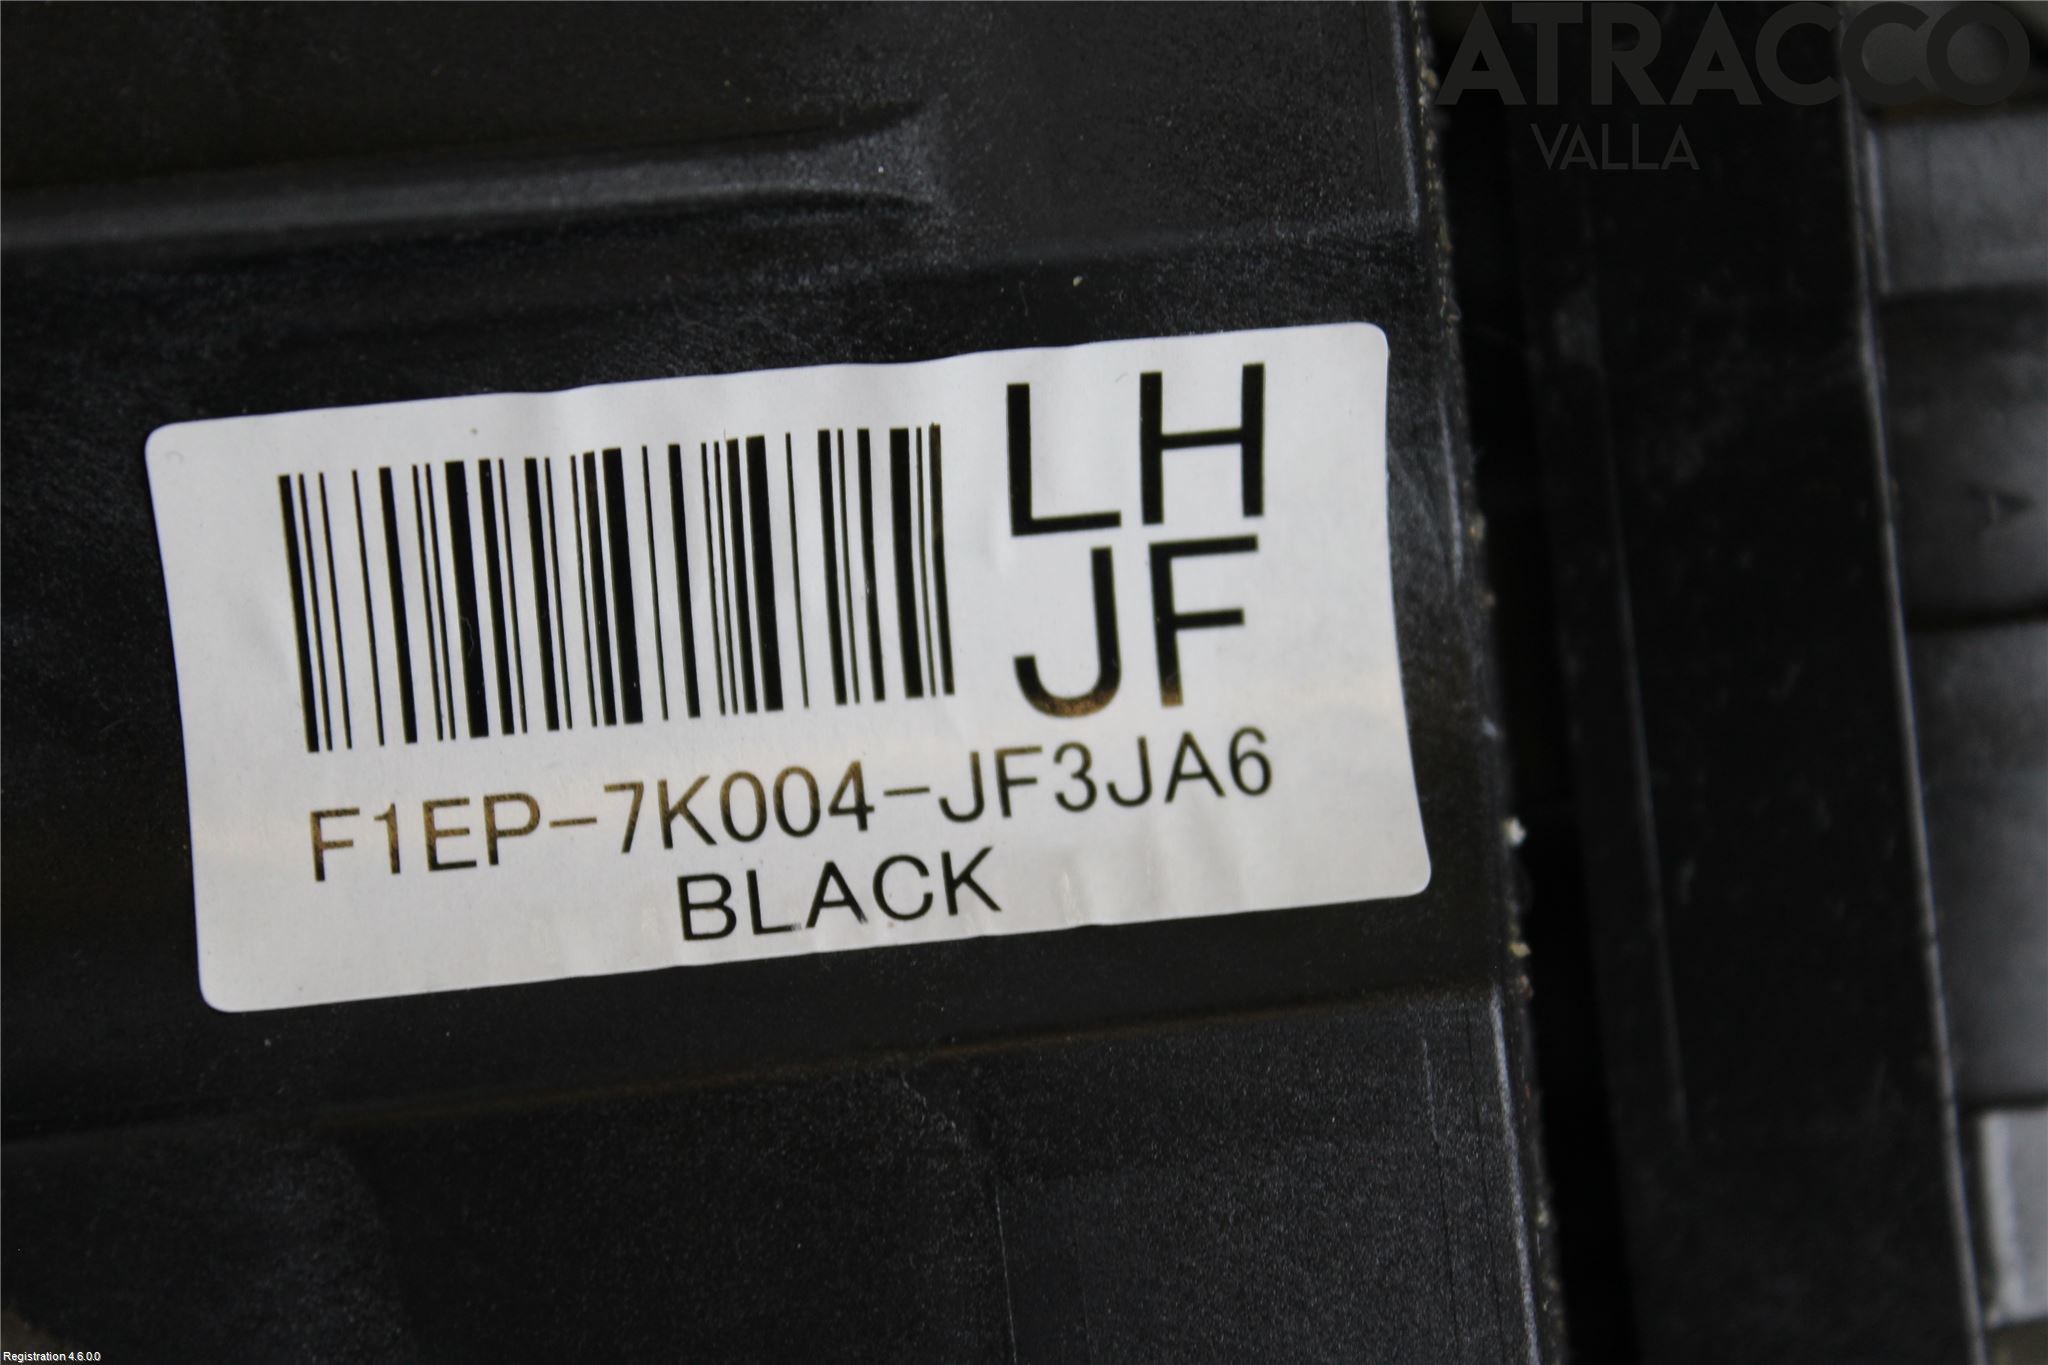 ATRACCO
VALLA
LH
JF
F1EP-7K004-JF3JA6
BLACK
Registration 4.6.0.0